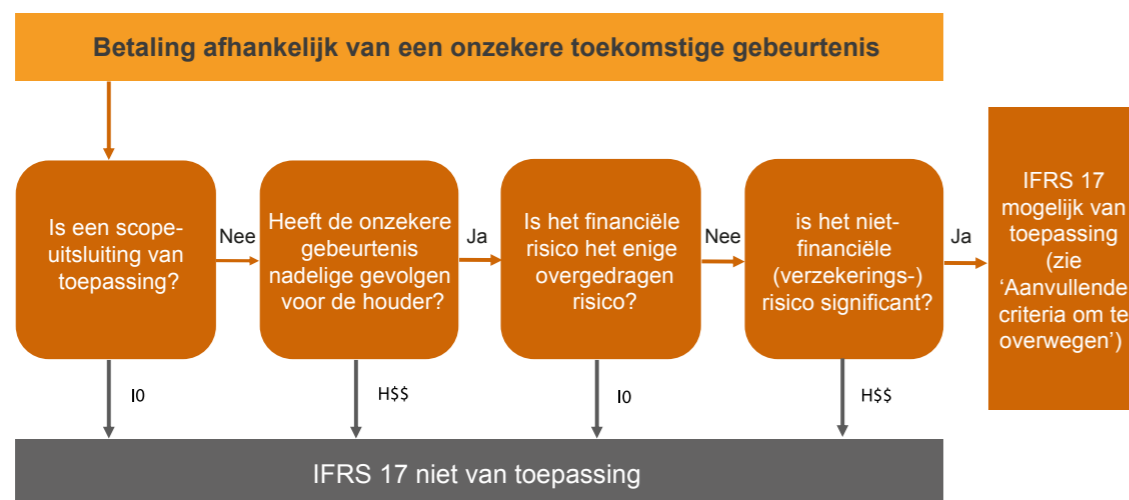 Betaling afhankelijk van een onzekere toekomstige gebeurtenis
Is een scope-
uitsluiting van
toepassing?
Nee
Heeft de onzekere
gebeurtenis
nadelige gevolgen
voor de houder?
Ja
Is het financiële
risico het enige
overgedragen
risico?
Nee
is het niet-
financiële
(verzekerings-)
risico significant?
Ja
IFRS 17
mogelijk van
toepassing
(zie
‘Aanvullende
criteria om te
overwegen’)
I0
H$$
I0
H$$
IFRS 17 niet van toepassing